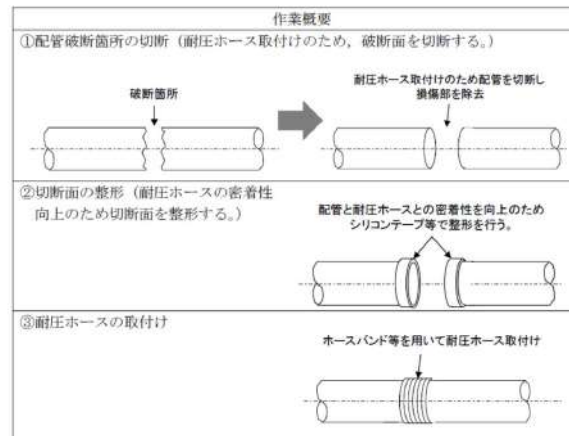 作業概要
①配管破断箇所の切断（耐圧ホース取付けのため，破断面を切断する。）
破断箇所
耐圧ホース取付けのため配管を切断し
損傷部を除去
②切断面の整形（耐圧ホースの密着性
向上のため切断面を整形する。）
配管と耐圧ホースとの密着性を向上のため
シリコンテープ等で整形を行う。
③耐圧ホースの取付け
ホースバンド等を用いて耐圧ホース取付け